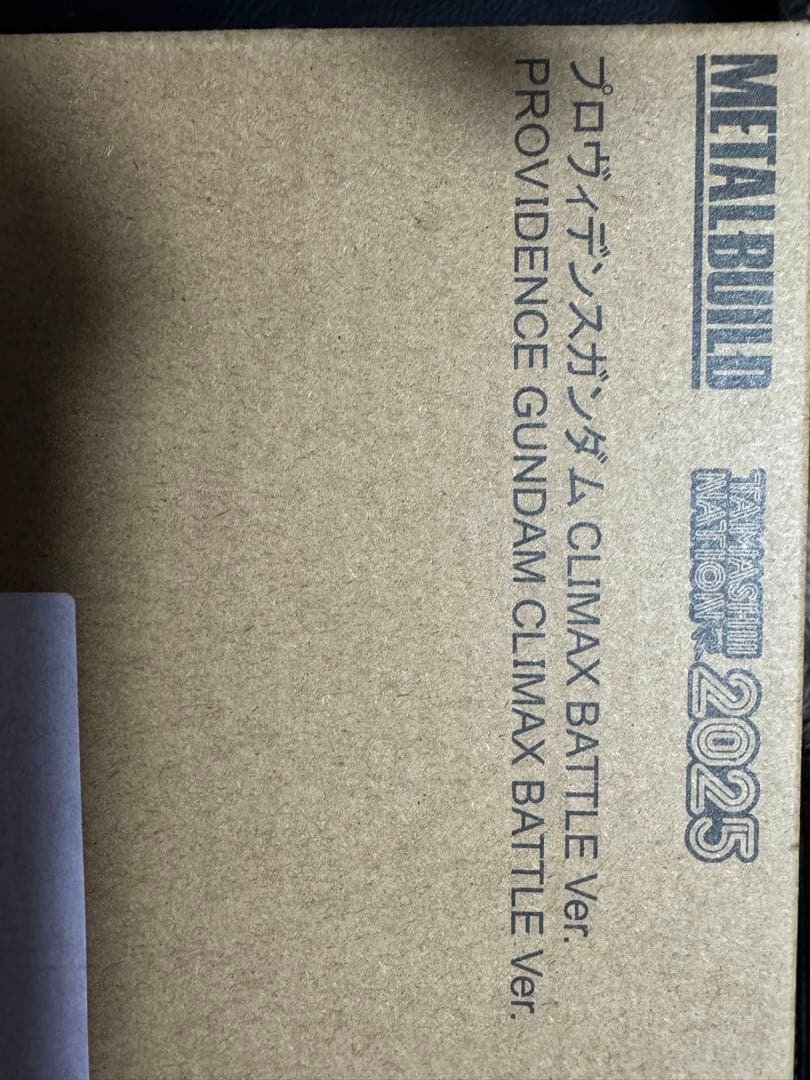 METAL BUILD
TAMASHII
NATION
2025
プロヴィデンスガンダム CLIMAX BATTLE Ver.
PROVIDENCE GUNDAM CLIMAX BATTLE Ver.